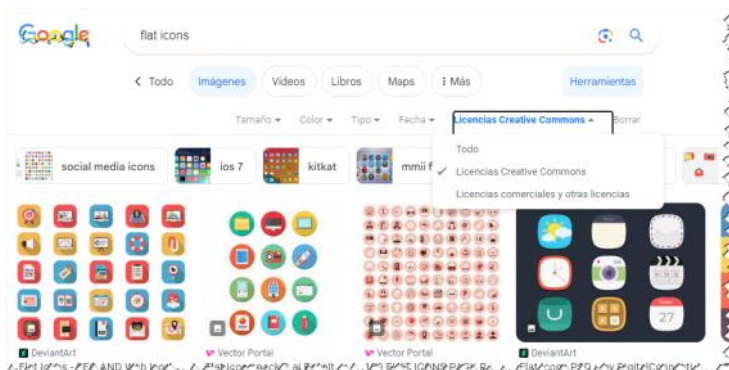 Google
flat icons
Todo Imágenes Vídeos Libros Maps Más Herramientas
Tamaño Color Tipo Fecha Licencias Creative Commons Borrar
Todo
Licencias Creative Commons
Licencias comerciales y otras licencias
social media icons ios 7 kitkat mmii
27
DeviantArt Vector Portal Vector Portal DeviantArt